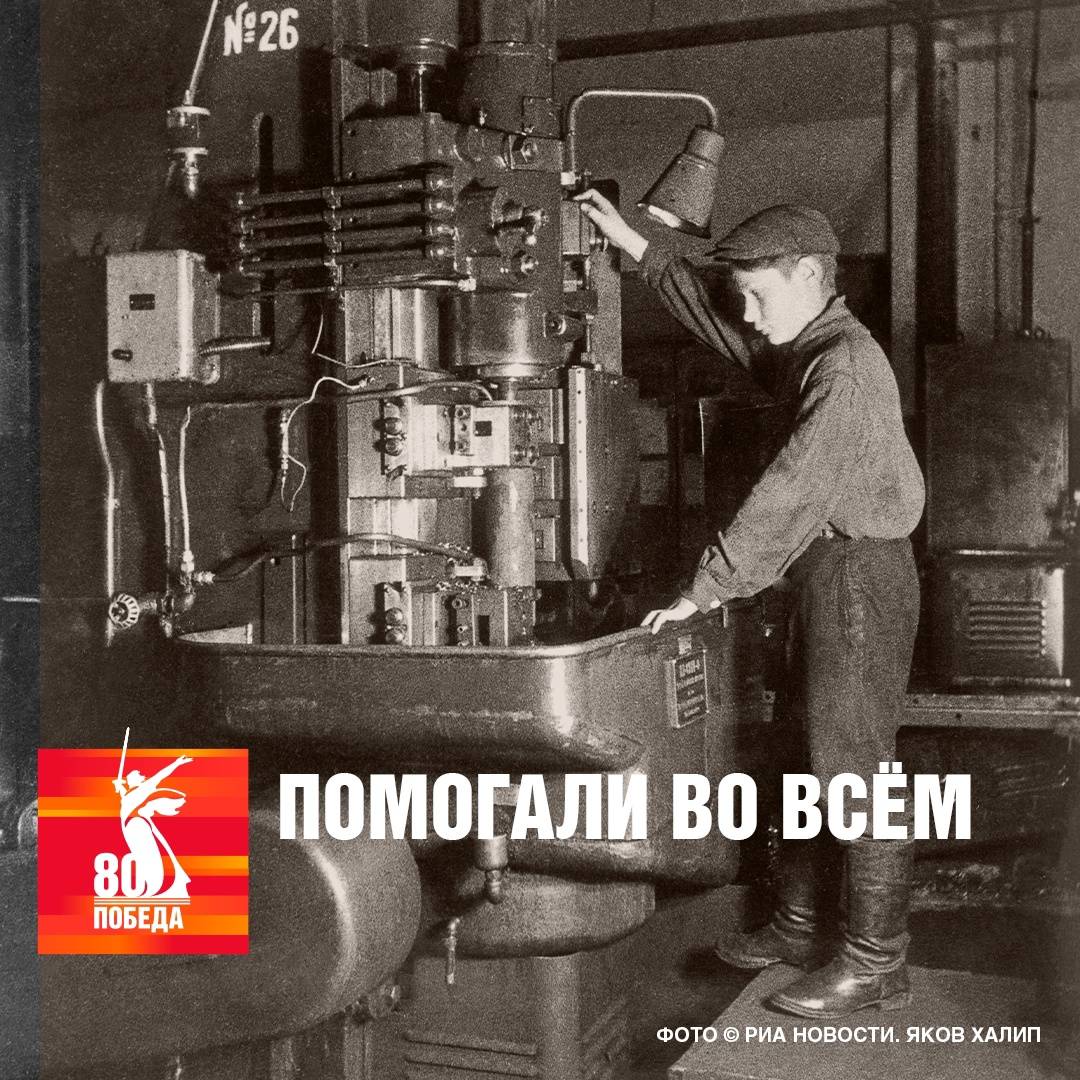 №26
ПОМОГАЛИ ВО ВСЁМ
80
ПОБЕДА
ФОТО © РИА НОВОСТИ. ЯКОВ ХАЛИП